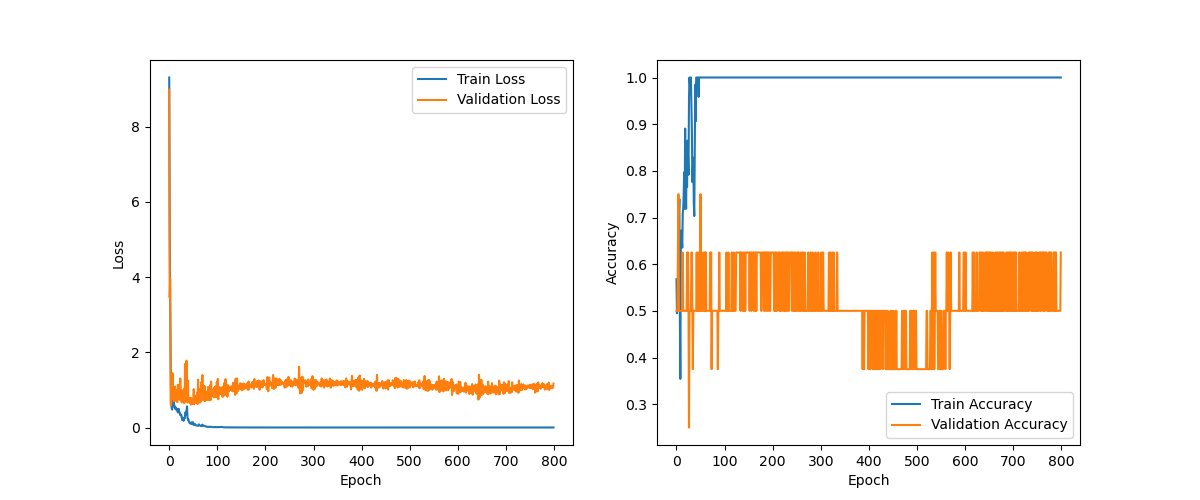 Train Loss
Validation Loss
8
6
4
2
0
Loss
0 100 200 300 400 500 600 700 800
Epoch
1.0
0.9
0.8
0.7
0.6
0.5
0.4
0.3
Accuracy
Train Accuracy
Validation Accuracy
0 100 200 300 400 500 600 700 800
Epoch